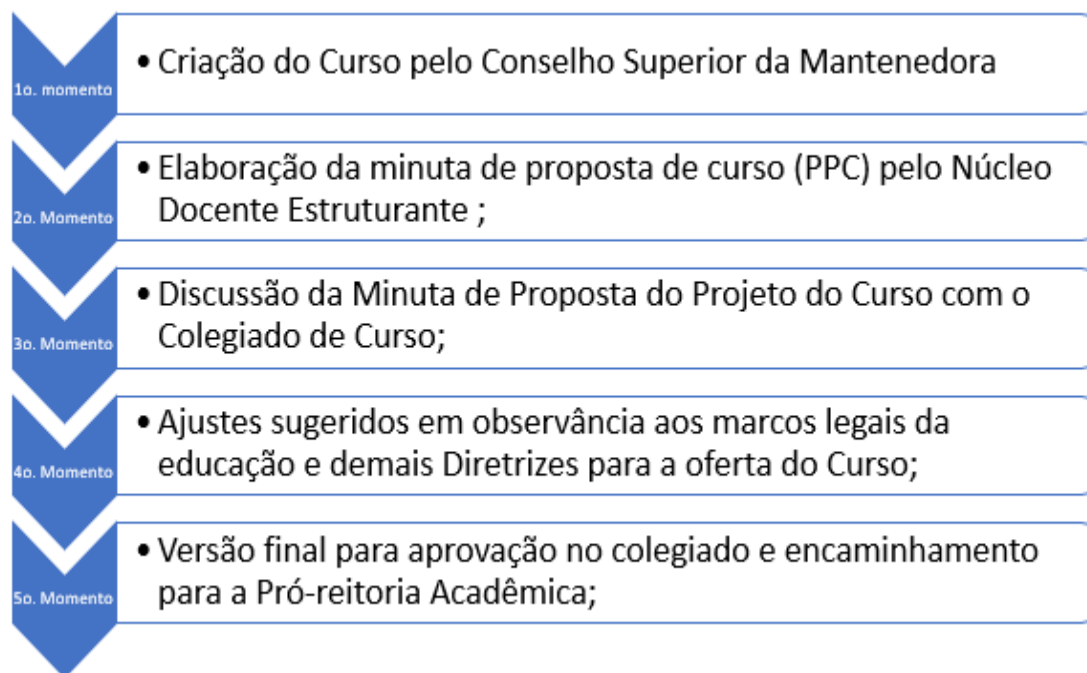 1o. momento
• Criação do Curso pelo Conselho Superior da Mantenedora
2o. Momento
• Elaboração da minuta de proposta de curso (PPC) pelo Núcleo
Docente Estruturante ;
3o. Momento
• Discussão da Minuta de Proposta do Projeto do Curso com o
Colegiado de Curso;
4o. Momento
• Ajustes sugeridos em observância aos marcos legais da
educação e demais Diretrizes para a oferta do Curso;
5o. Momento
• Versão final para aprovação no colegiado e encaminhamento
para a Pró-reitoria Acadêmica;